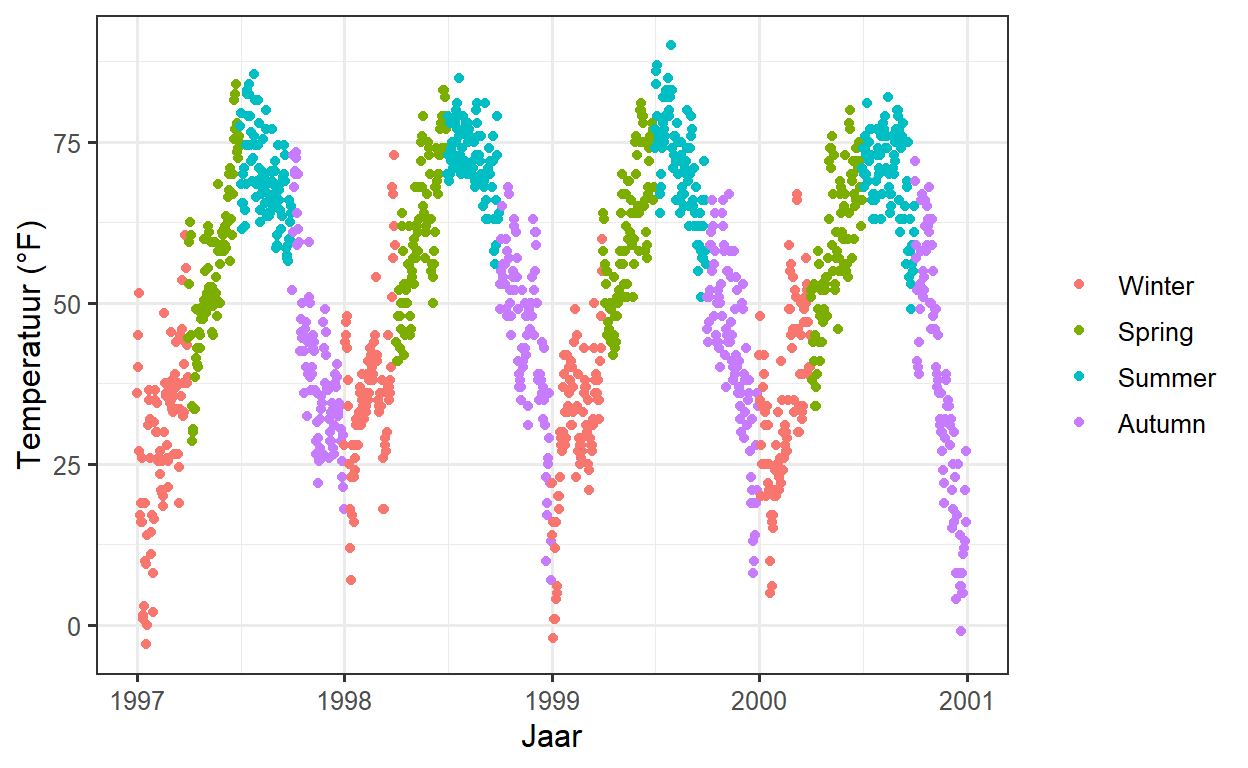 Temperatuur (°F)
75
50
25
0
1997 1998 1999 2000 2001
Jaar
Winter
Spring
Summer
Autumn